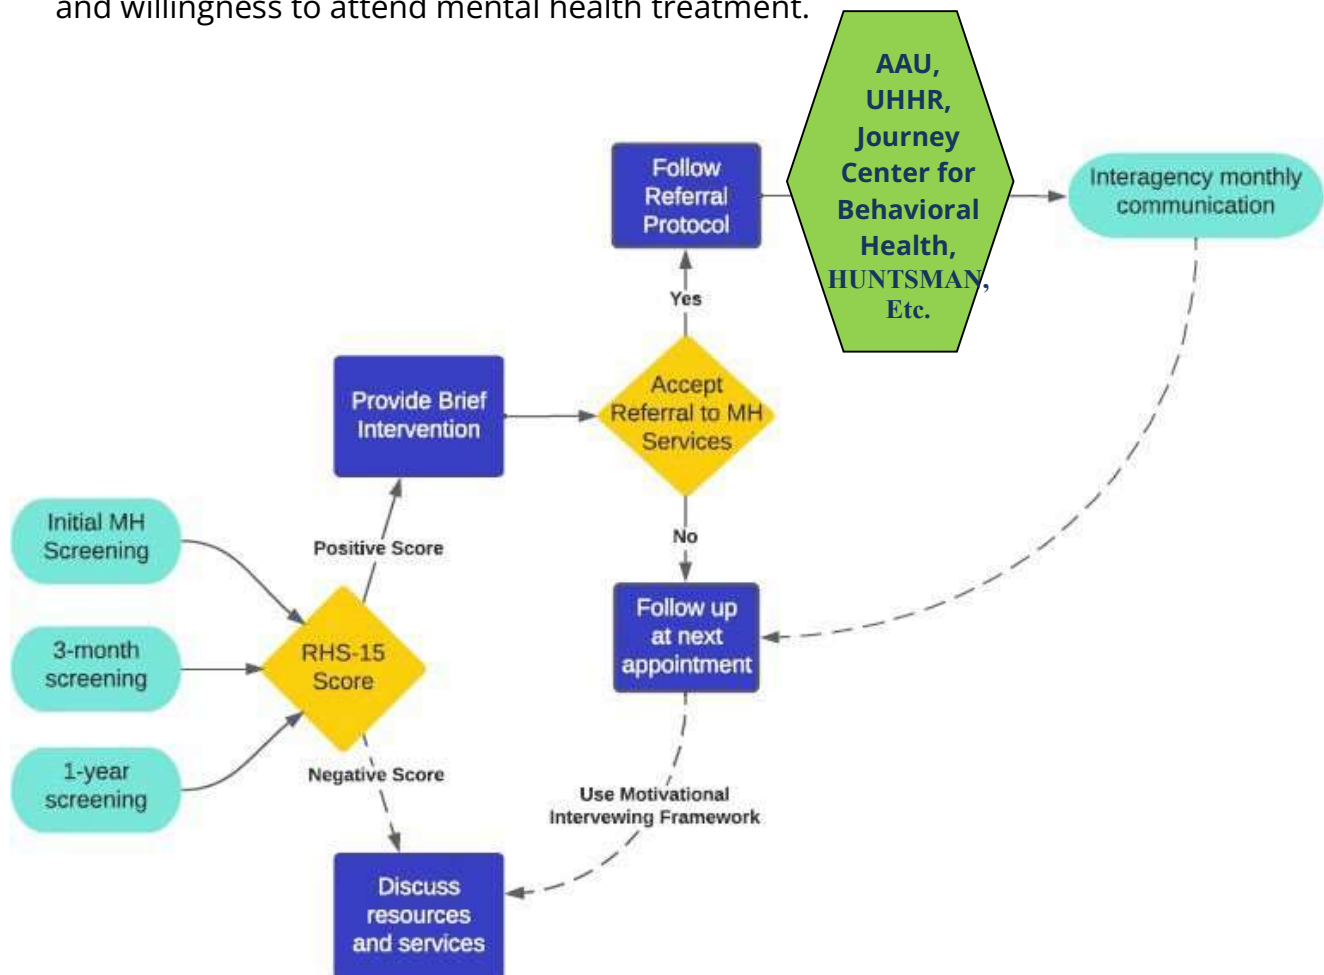 and willingness to attend mental health treatment.
AAU,
UHHR,
Journey
Center for
Behavioral
Health,
HUNTSMAN,
Etc.
Follow
Referral
Protocol
Interagency monthly
communication
Yes
Provide Brief
Intervention
Accept
Referral to MH
Services
Initial MH
Screening
Positive Score
No
3-month
screening
RHS-15
Score
Follow up
at next
appointment
1-year
screening
Negative Score
Use Motivational
Intervewing Framework
Discuss
resources
and services